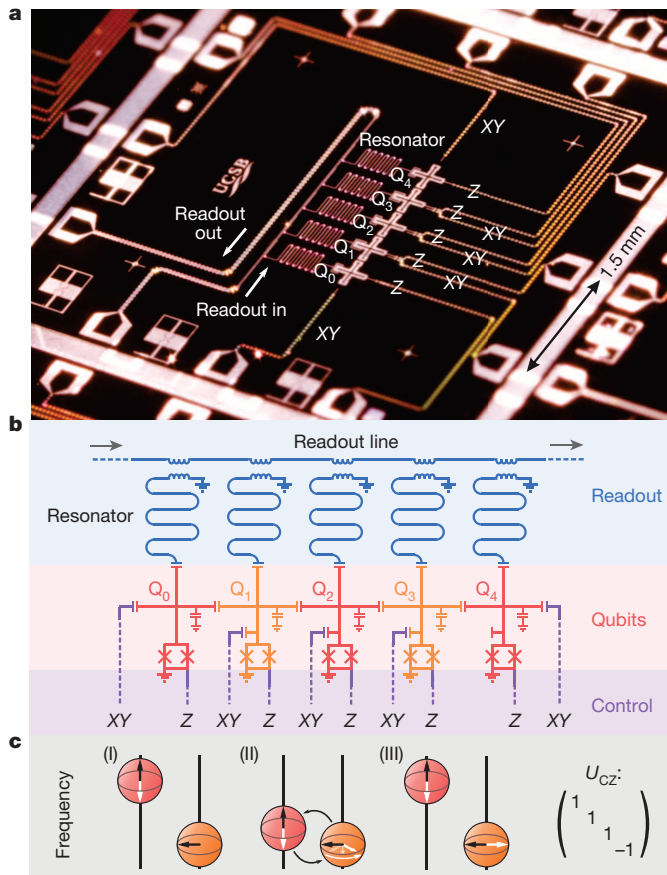 a
UCSB
Resonator
XY
Q4
Z
Q3
Z
XY
Q2
Z
XY
Q1
Z
XY
Q0
Z
Readout
out
Readout in
XY
1.5 mm
b
Readout line
Resonator
Readout
Q0
Q1
Q2
Q3
Q4
Qubits
XY Z XY Z XY Z XY Z Z XY
Control
c
Frequency
(I)
(II)
(III)
UCZ:
1
1
1
–1